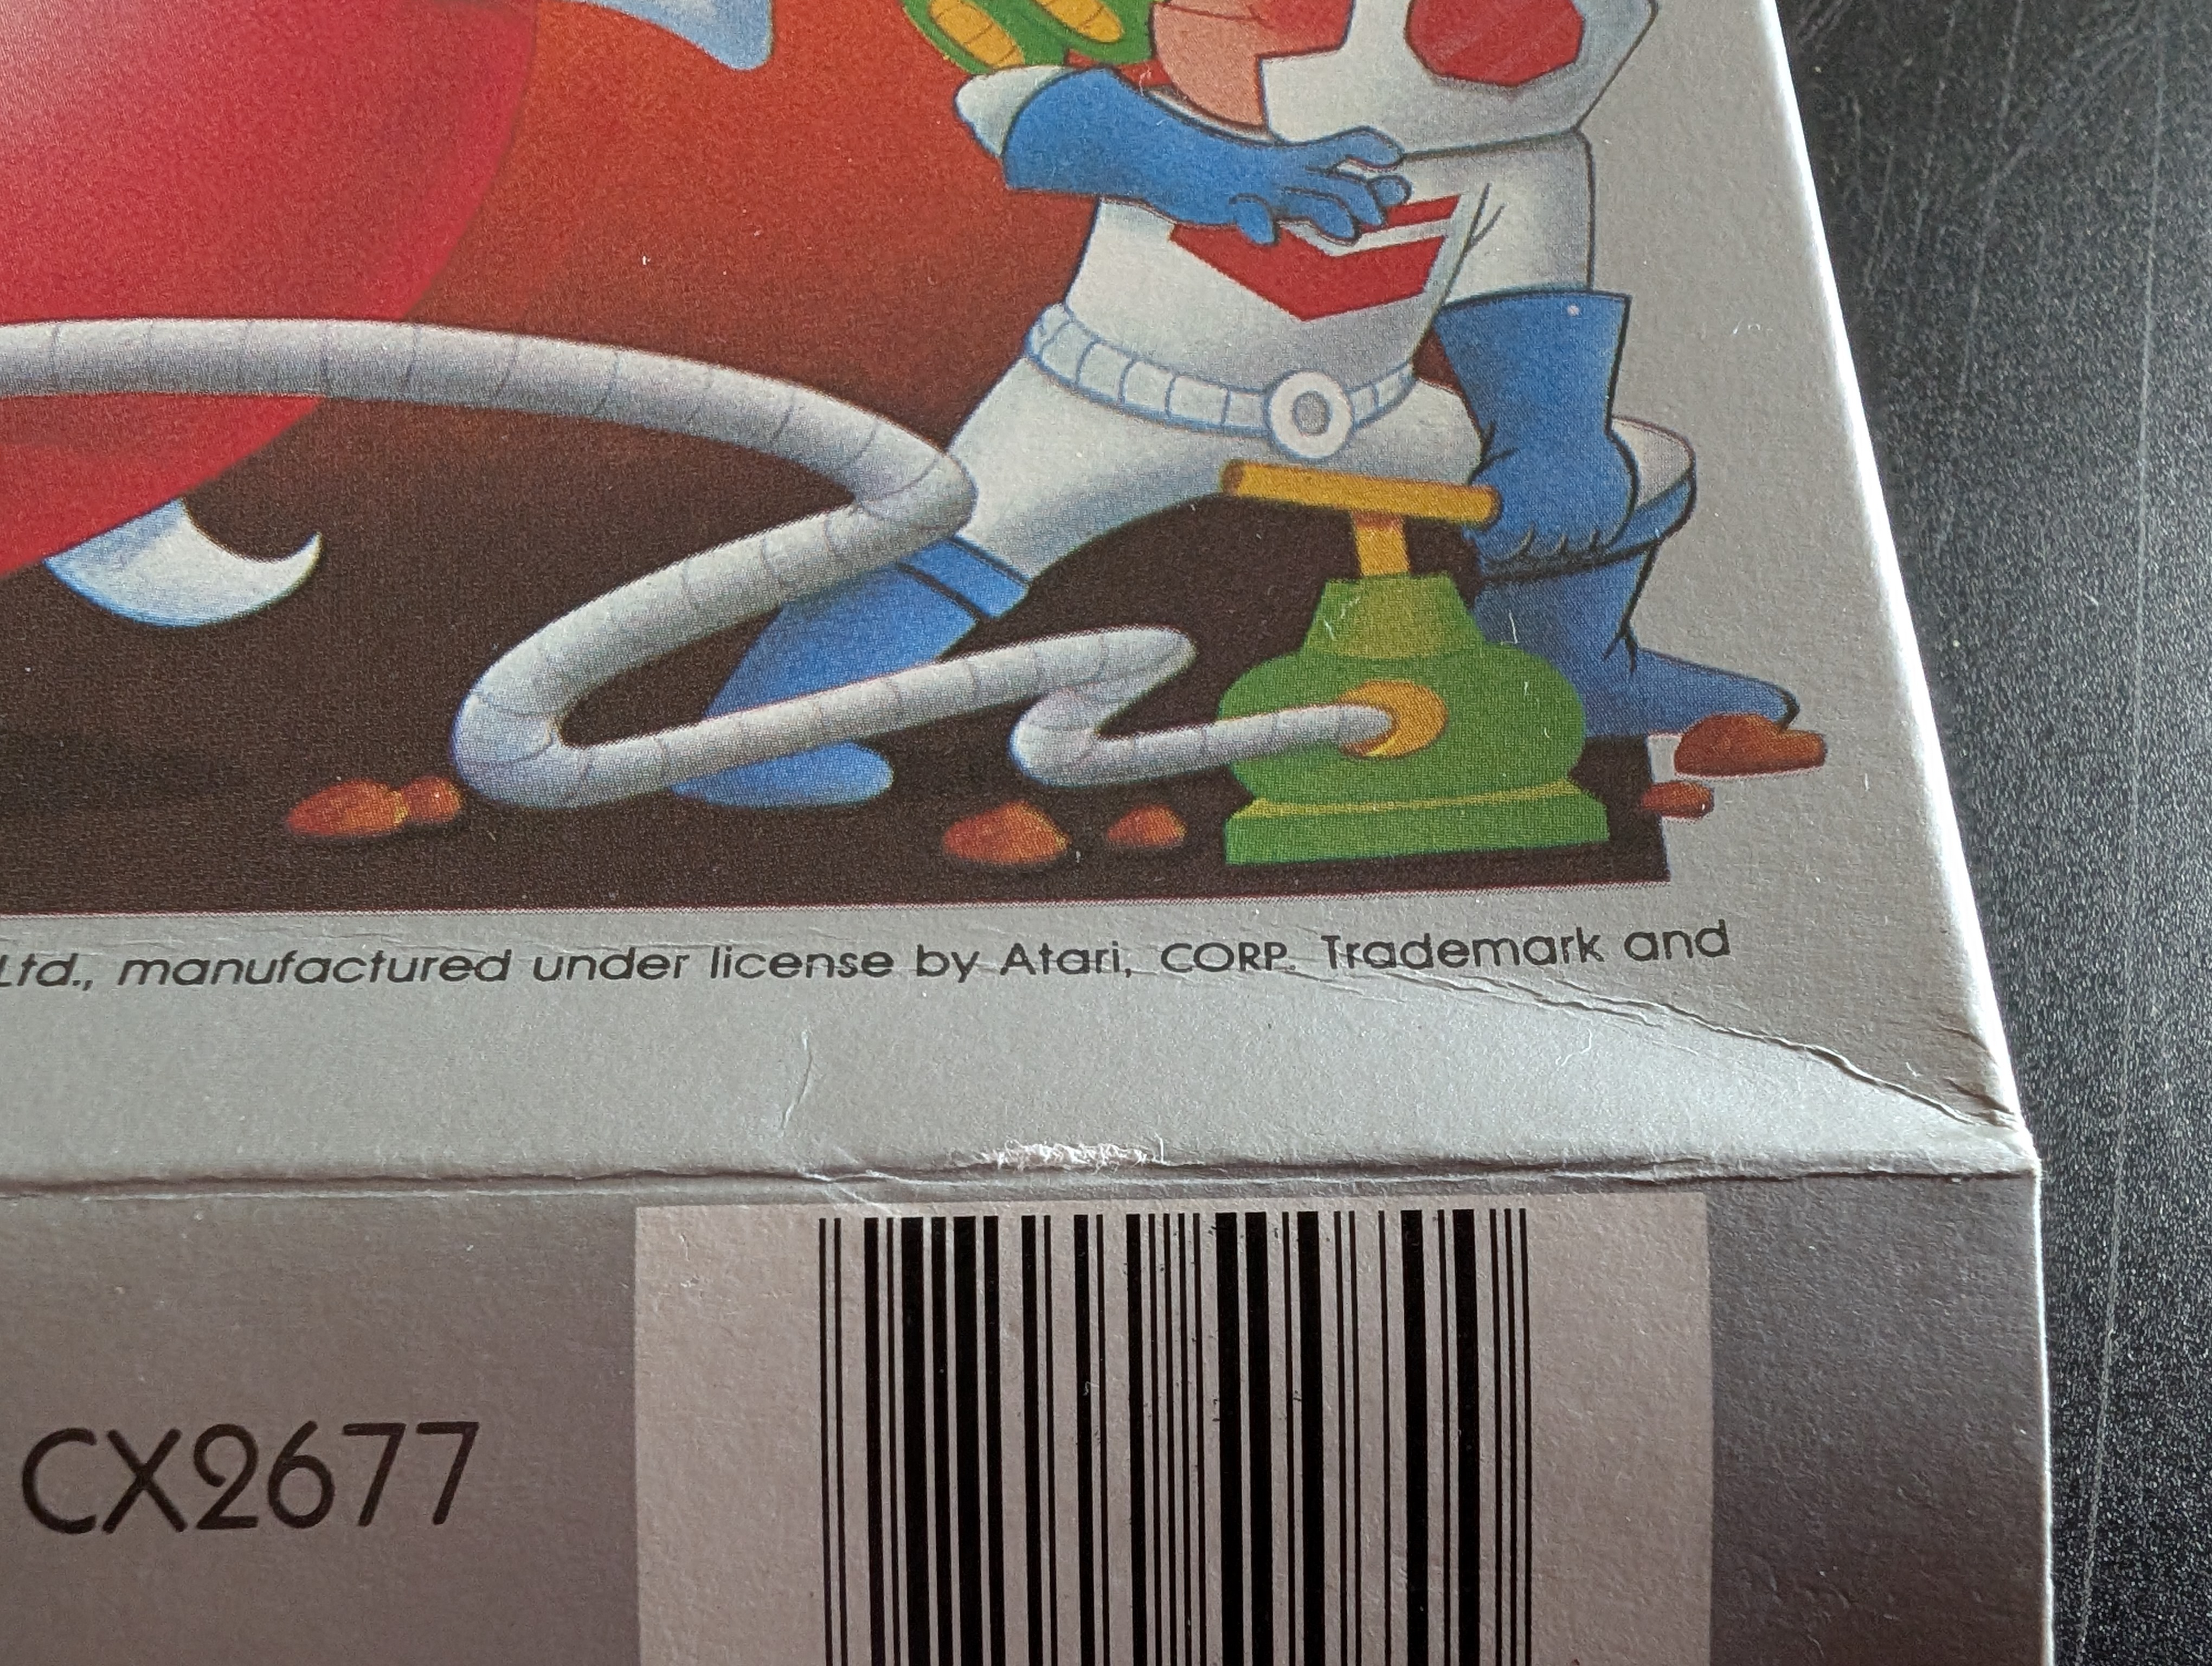 Ltd., manufactured under license by Atari, CORP. Trademark and
CX2677